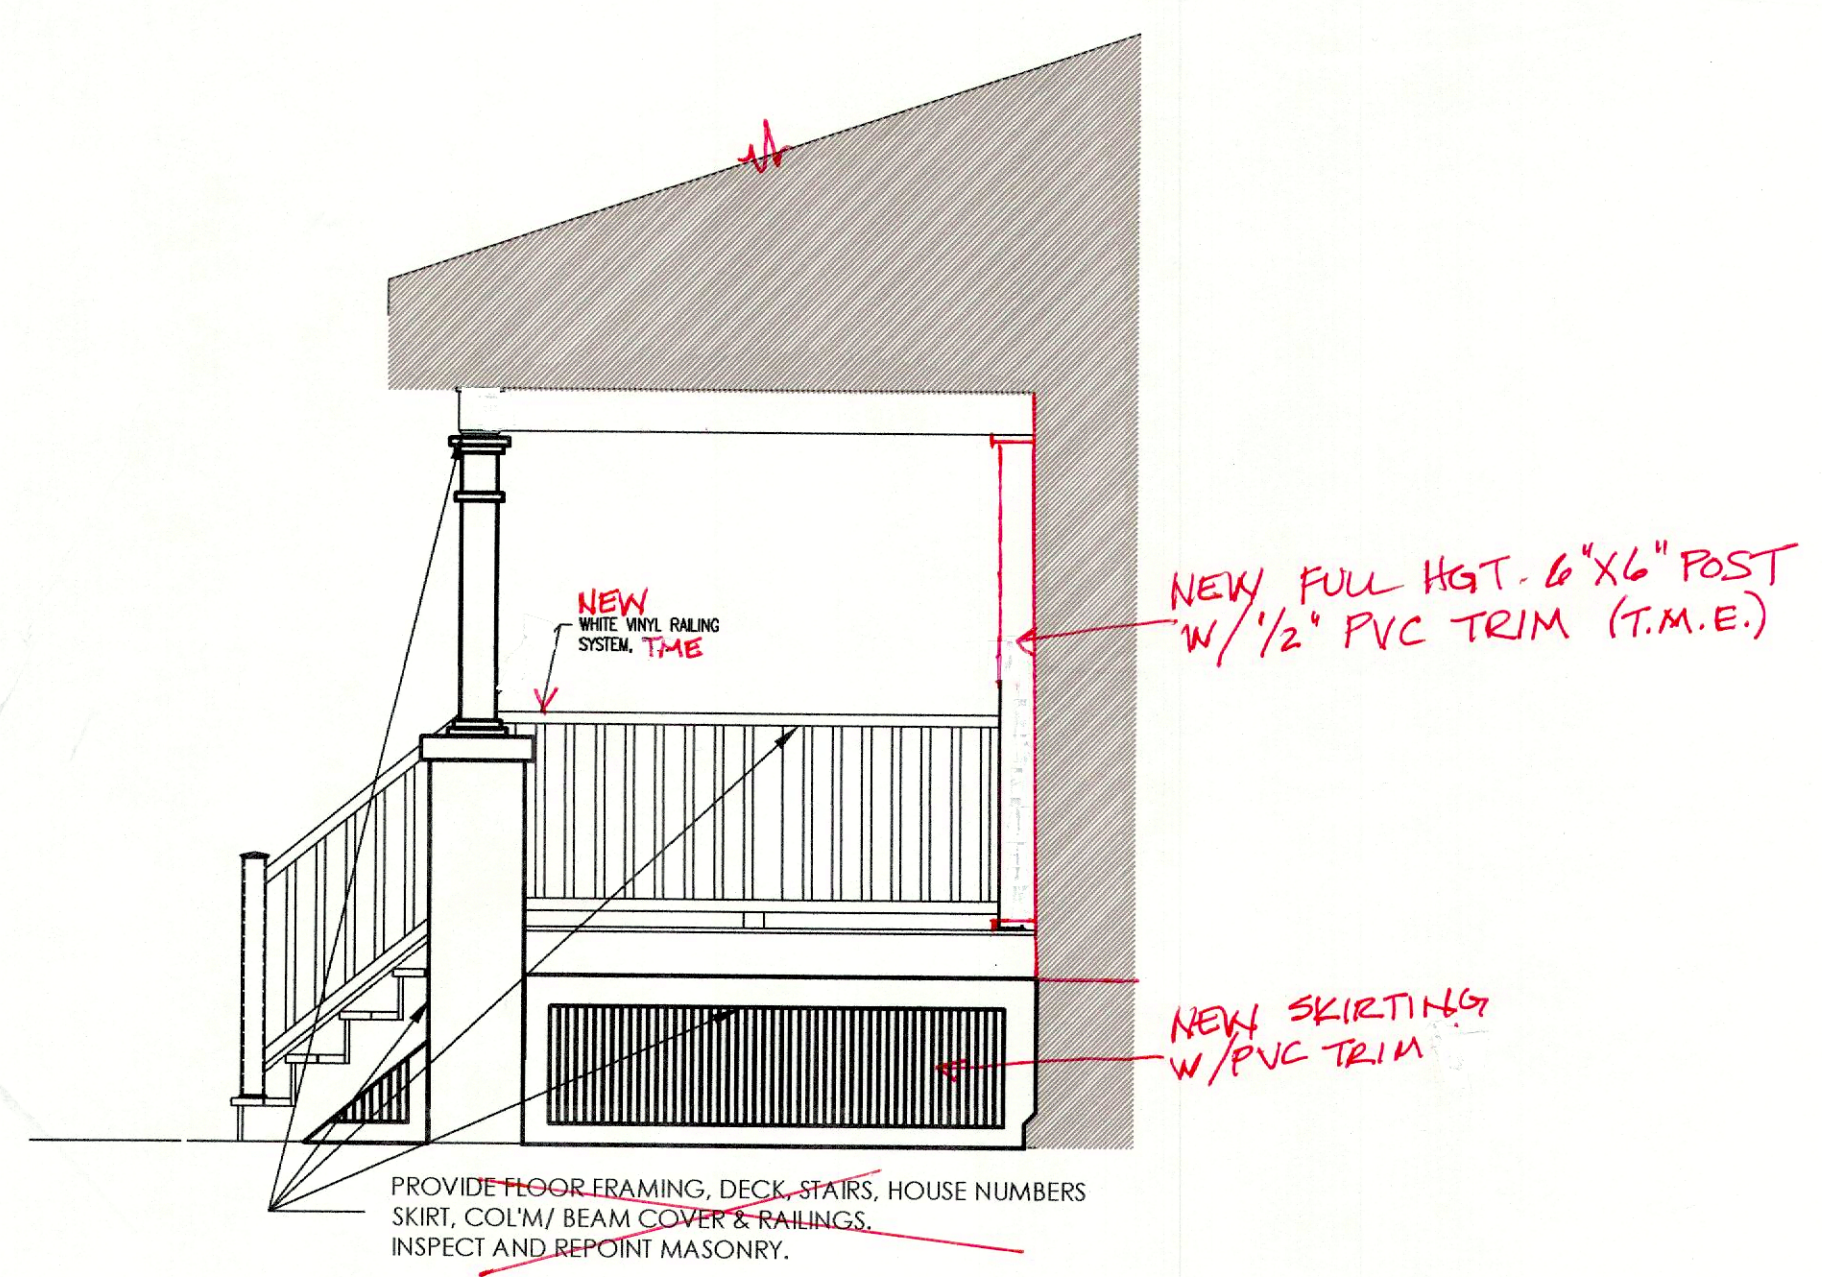 NEW
WHITE VINYL RAILING
SYSTEM. TME
NEW FULL HGT. 6"X6" POST
W/ 1/2" PVC TRIM (T.M.E.)
NEW SKIRTING
W/PVC TRIM
PROVIDE FLOOR FRAMING, DECK, STAIRS, HOUSE NUMBERS
SKIRT, COL'M/ BEAM COVER & RAILINGS.
INSPECT AND REPOINT MASONRY.